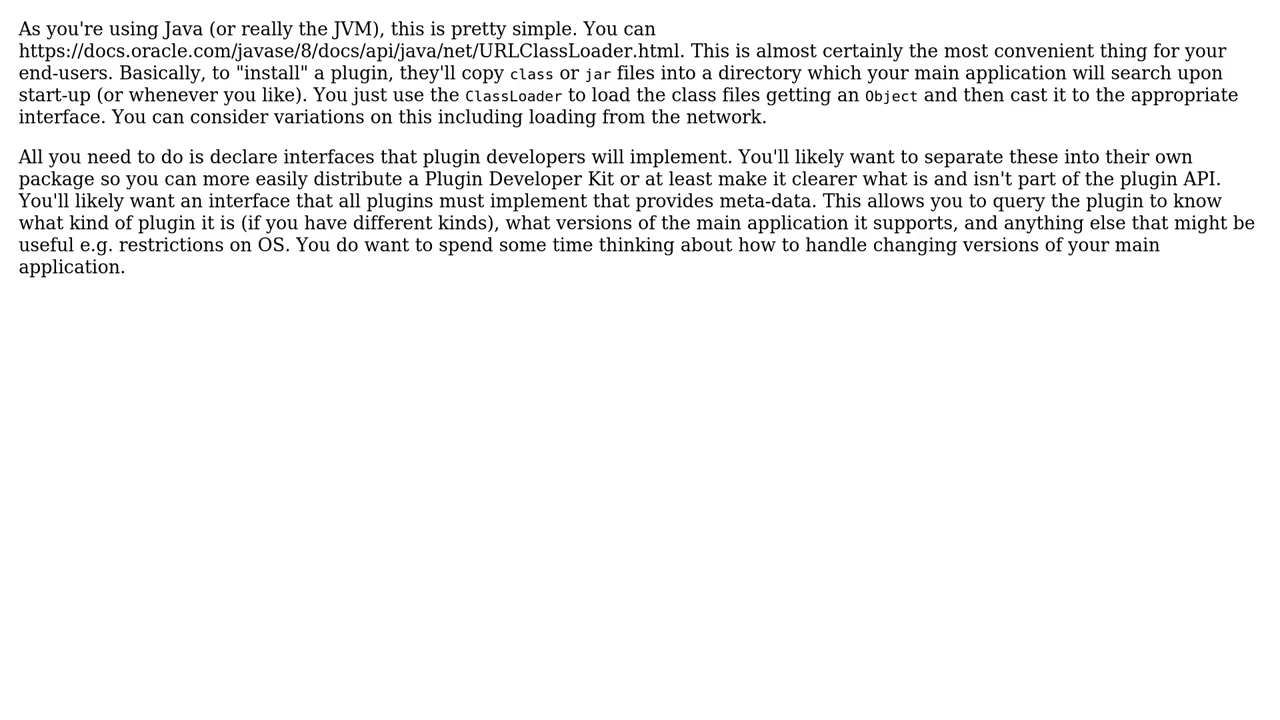 As you're using Java (or really the JVM), this is pretty simple. You can
https://docs.oracle.com/javase/8/docs/api/java/net/URLClassLoader.html. This is almost certainly the most convenient thing for your
end-users. Basically, to "install" a plugin, they'll copy class or jar files into a directory which your main application will search upon
start-up (or whenever you like). You just use the ClassLoader to load the class files getting an Object and then cast it to the appropriate
interface. You can consider variations on this including loading from the network.
All you need to do is declare interfaces that plugin developers will implement. You'll likely want to separate these into their own
package so you can more easily distribute a Plugin Developer Kit or at least make it clearer what is and isn't part of the plugin API.
You'll likely want an interface that all plugins must implement that provides meta-data. This allows you to query the plugin to know
what kind of plugin it is (if you have different kinds), what versions of the main application it supports, and anything else that might be
useful e.g. restrictions on OS. You do want to spend some time thinking about how to handle changing versions of your main
application.